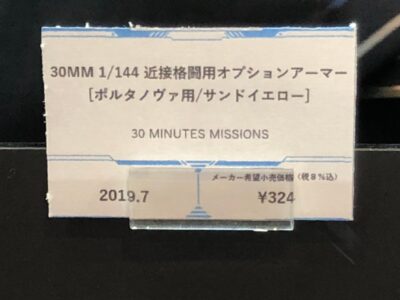 30MM 1/144 近接格闘用オプションアーマー
[ポルタノヴァ用/サンドイエロー]
30 MINUTES MISSIONS
メーカー希望小売価格（税８％込）
2019.7 ¥324